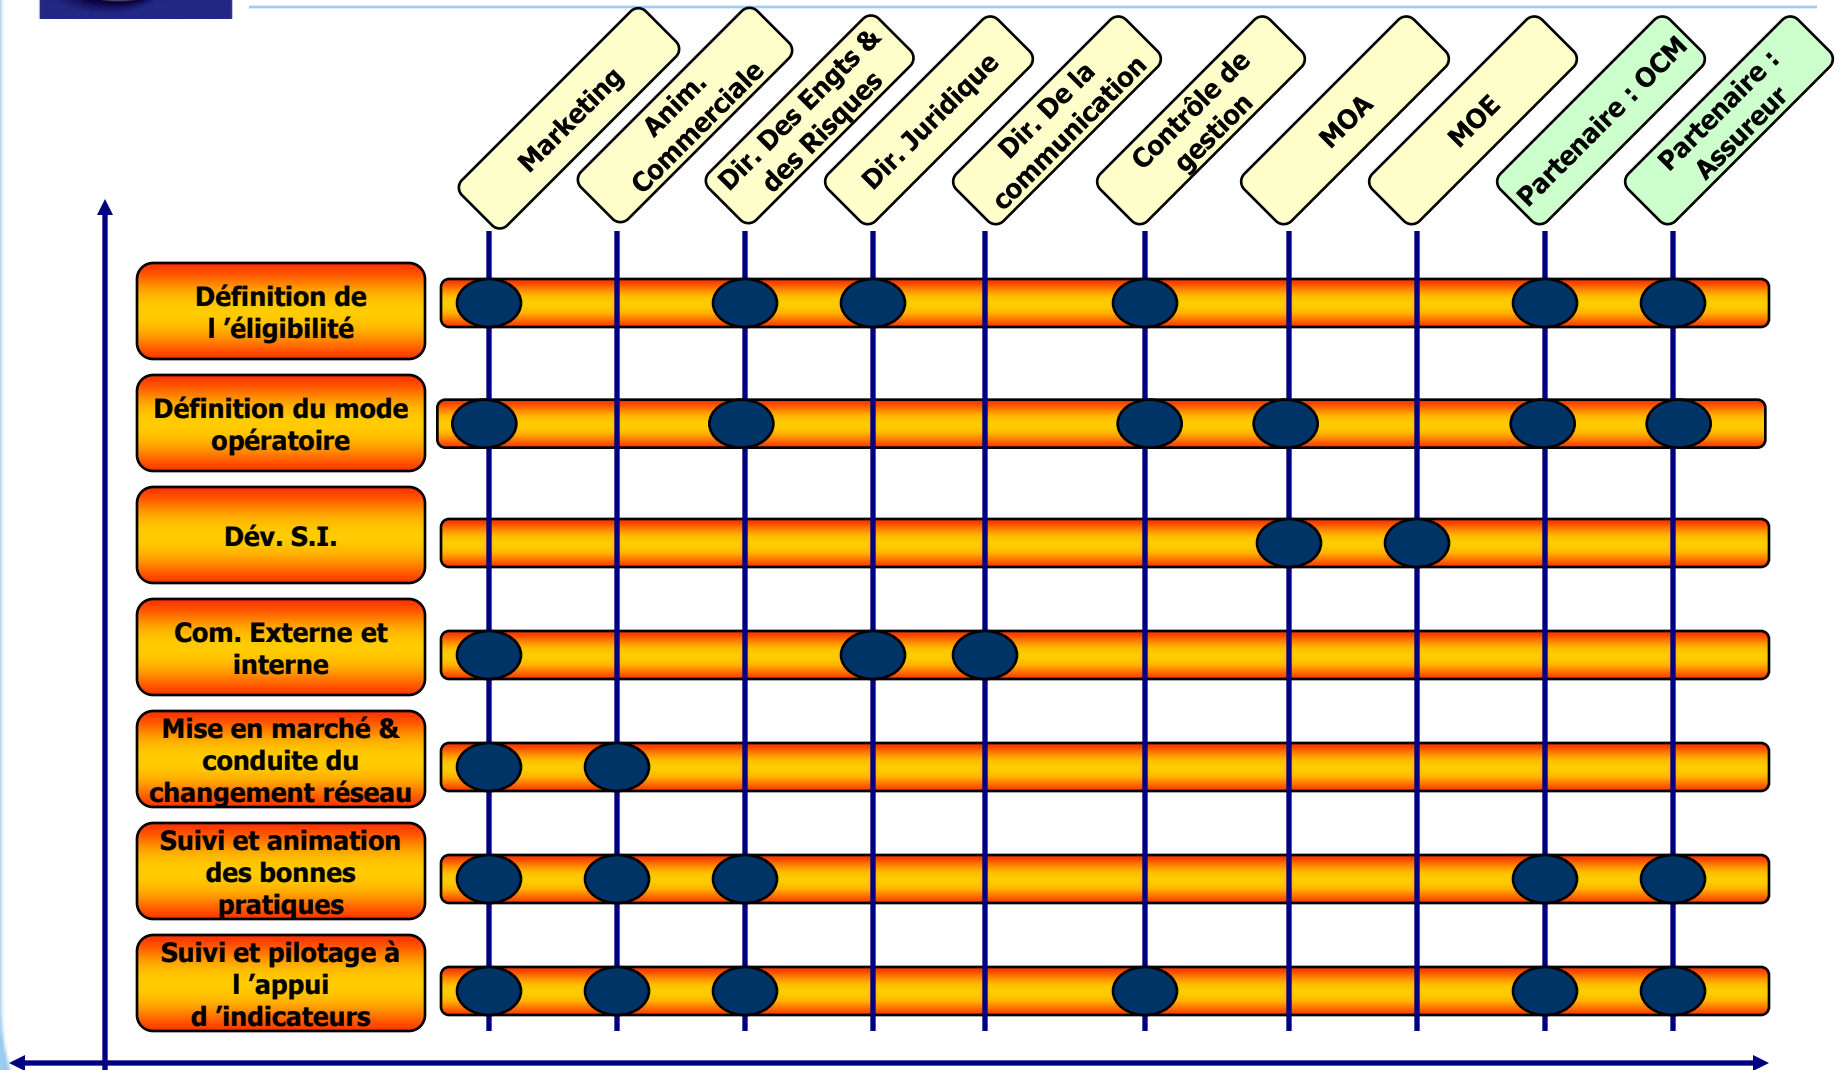 Marketing
Anim.
Commerciale
Dir. Des Engts &
des Risques
Dir. Juridique
Dir. De la
communication
Contrôle de
gestion
MOA
MOE
Partenaire : OCM
Partenaire :
Assureur
Définition de
l ’éligibilité
Définition du mode
opératoire
Dév. S.I.
Com. Externe et
interne
Mise en marché &
conduite du
changement réseau
Suivi et animation
des bonnes
pratiques
Suivi et pilotage à
l ’appui
d ’indicateurs